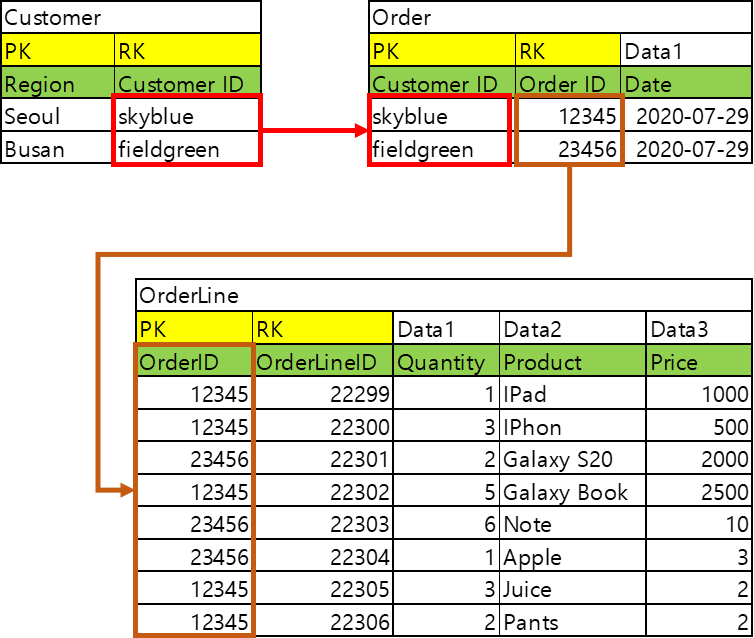 Customer
PK RK
Region Customer ID
Seoul skyblue
Busan fieldgreen
Order
PK RK Data1
Customer ID Order ID Date
skyblue 12345 2020-07-29
fieldgreen 23456 2020-07-29
OrderLine
PK RK Data1 Data2 Data3
OrderID OrderLineID Quantity Product Price
12345 22299 1 IPad 1000
12345 22300 3 IPhon 500
23456 22301 2 Galaxy S20 2000
12345 22302 5 Galaxy Book 2500
23456 22303 6 Note 10
23456 22304 1 Apple 3
12345 22305 3 Juice 2
12345 22306 2 Pants 2